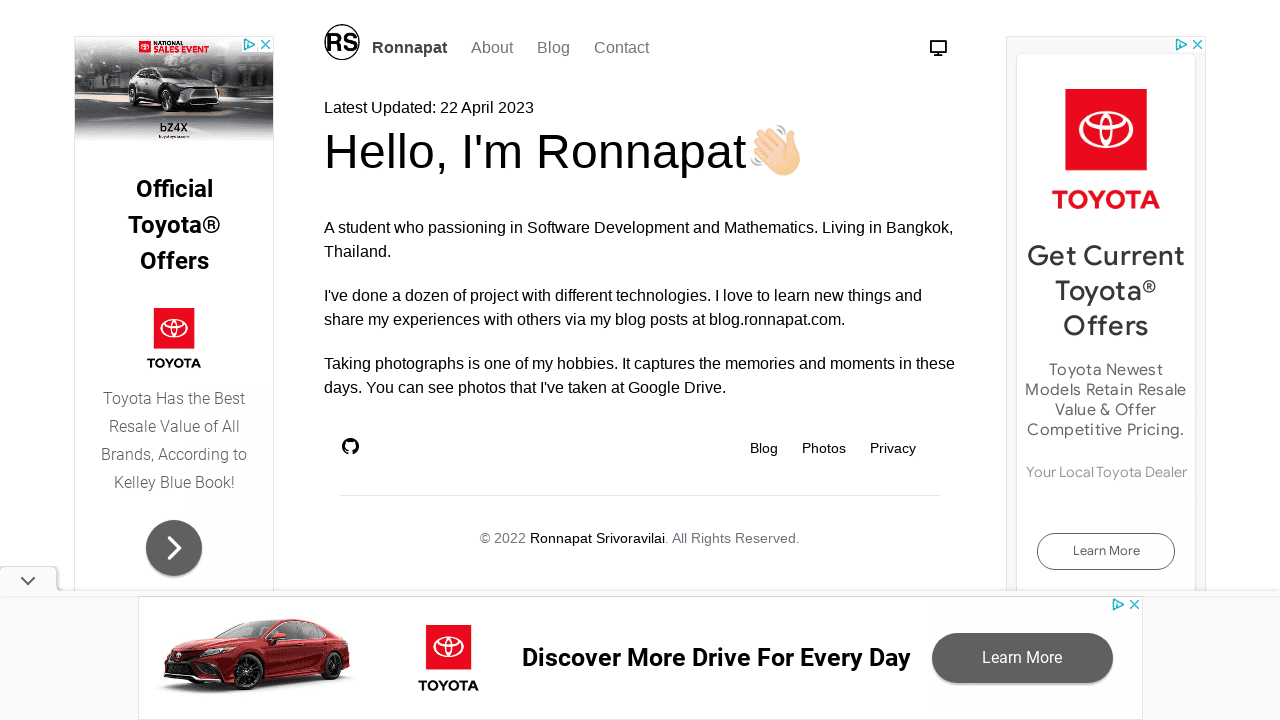 RS
Ronnapat
About
Blog
Contact
NATIONAL
SALES EVENT
bZ4X
buyatoyota.com
Official
Toyota®
Offers
TOYOTA
Toyota Has the Best
Resale Value of All
Brands, According to
Kelley Blue Book!
Latest Updated: 22 April 2023
Hello, I'm Ronnapat
A student who passioning in Software Development and Mathematics. Living in Bangkok,
Thailand.
I've done a dozen of project with different technologies. I love to learn new things and
share my experiences with others via my blog posts at blog.ronnapat.com.
Taking photographs is one of my hobbies. It captures the memories and moments in these
days. You can see photos that I've taken at Google Drive.
Blog
Photos
Privacy
© 2022 Ronnapat Srivoravilai. All Rights Reserved.
TOYOTA
Get Current
Toyota®
Offers
Toyota Newest
Models Retain Resale
Value & Offer
Competitive Pricing.
Your Local Toyota Dealer
Learn More
TOYOTA
Discover More Drive For Every Day
Learn More